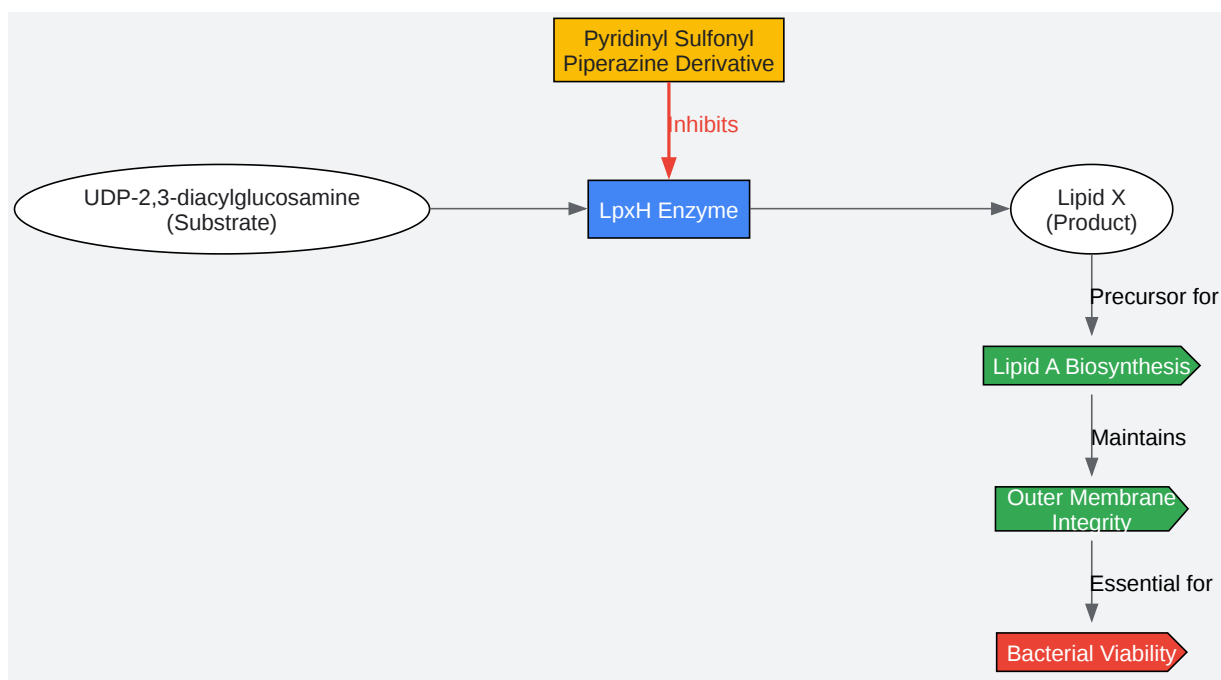 Pyridinyl Sulfonyl
Piperazine Derivative
Inhibits
UDP-2,3-diacylglucosamine
(Substrate)
LpxH Enzyme
Lipid X
(Product)
Precursor for
Lipid A Biosynthesis
Maintains
Outer Membrane
Integrity
Essential for
Bacterial Viability